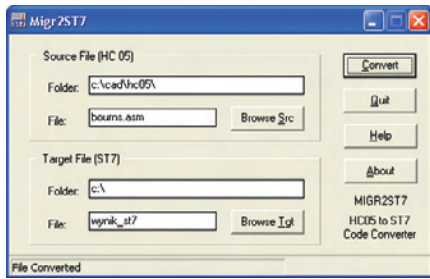 Migr2ST7
Source File (HC 05)
Folder: c:\cad\hc05\
File: bourns.asm Browse Src
Target File (ST7)
Folder: c:\
File: wynik_st7 Browse Tgt
Convert
Quit
Help
About
MIGR2ST7
HC05 to ST7
Code Converter
File Converted